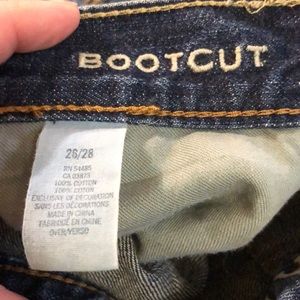 BOOTCUT
26/28
RN 54485
CA 03873
100% COTTON
100% COTON
EXCLUSIVE OF DECORATION
SANS LES DÉCORATIONS
MADE IN CHINA
FABRIQUÉ EN CHINE
OVER/VERSO